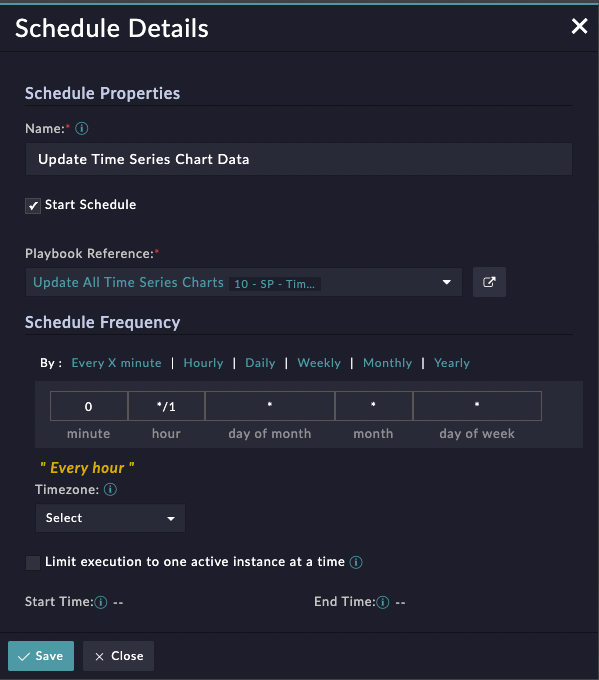 Schedule Details
Schedule Properties
Name:*
Update Time Series Chart Data
Start Schedule
Playbook Reference:*
Update All Time Series Charts 10 - SP - Tim...
Schedule Frequency
By : Every X minute | Hourly | Daily | Weekly | Monthly | Yearly
0 */1 * * *
minute hour day of month month day of week
" Every hour "
Timezone:
Select
Limit execution to one active instance at a time
Start Time: -- End Time: --
Save Close